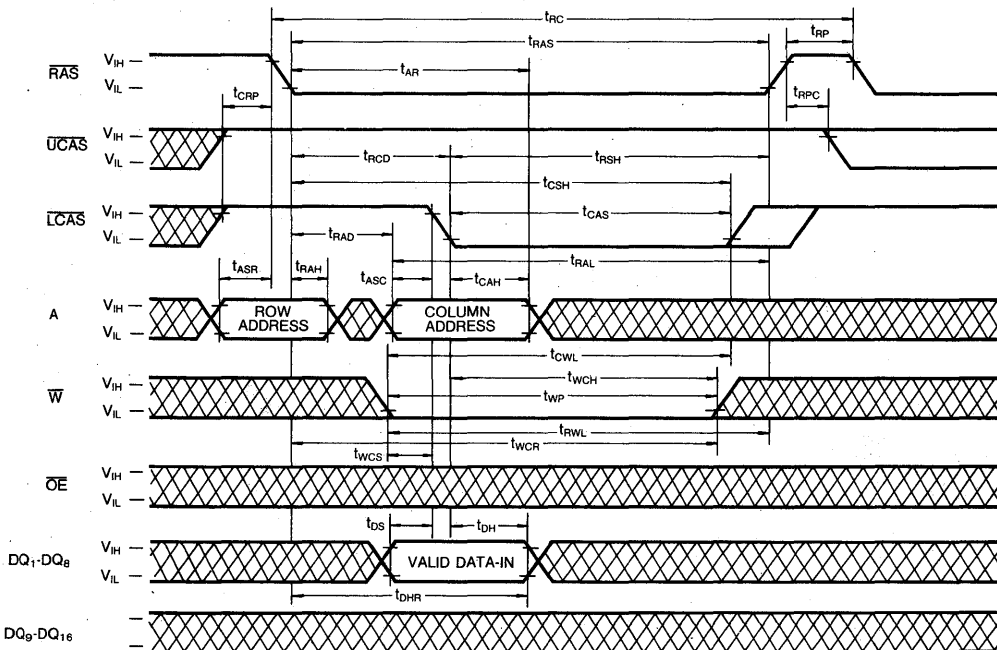 tRC
tRAS
tRP
RAS
VIH
VIL
tAR
tCRP
tRPC
UCAS
VIH
VIL
tRCD
tRSH
tCSH
LCAS
VIH
VIL
tCAS
tRAD
tRAL
tASR
tRAH
tASC
tCAH
A
VIH
VIL
ROW ADDRESS
COLUMN ADDRESS
tCWL
W
VIH
VIL
tWCH
tWP
tRWL
tWCR
tWCS
OE
VIH
VIL
tDS
tDH
DQ1-DQ8
VIH
VIL
VALID DATA-IN
tDHR
DQ9-DQ16